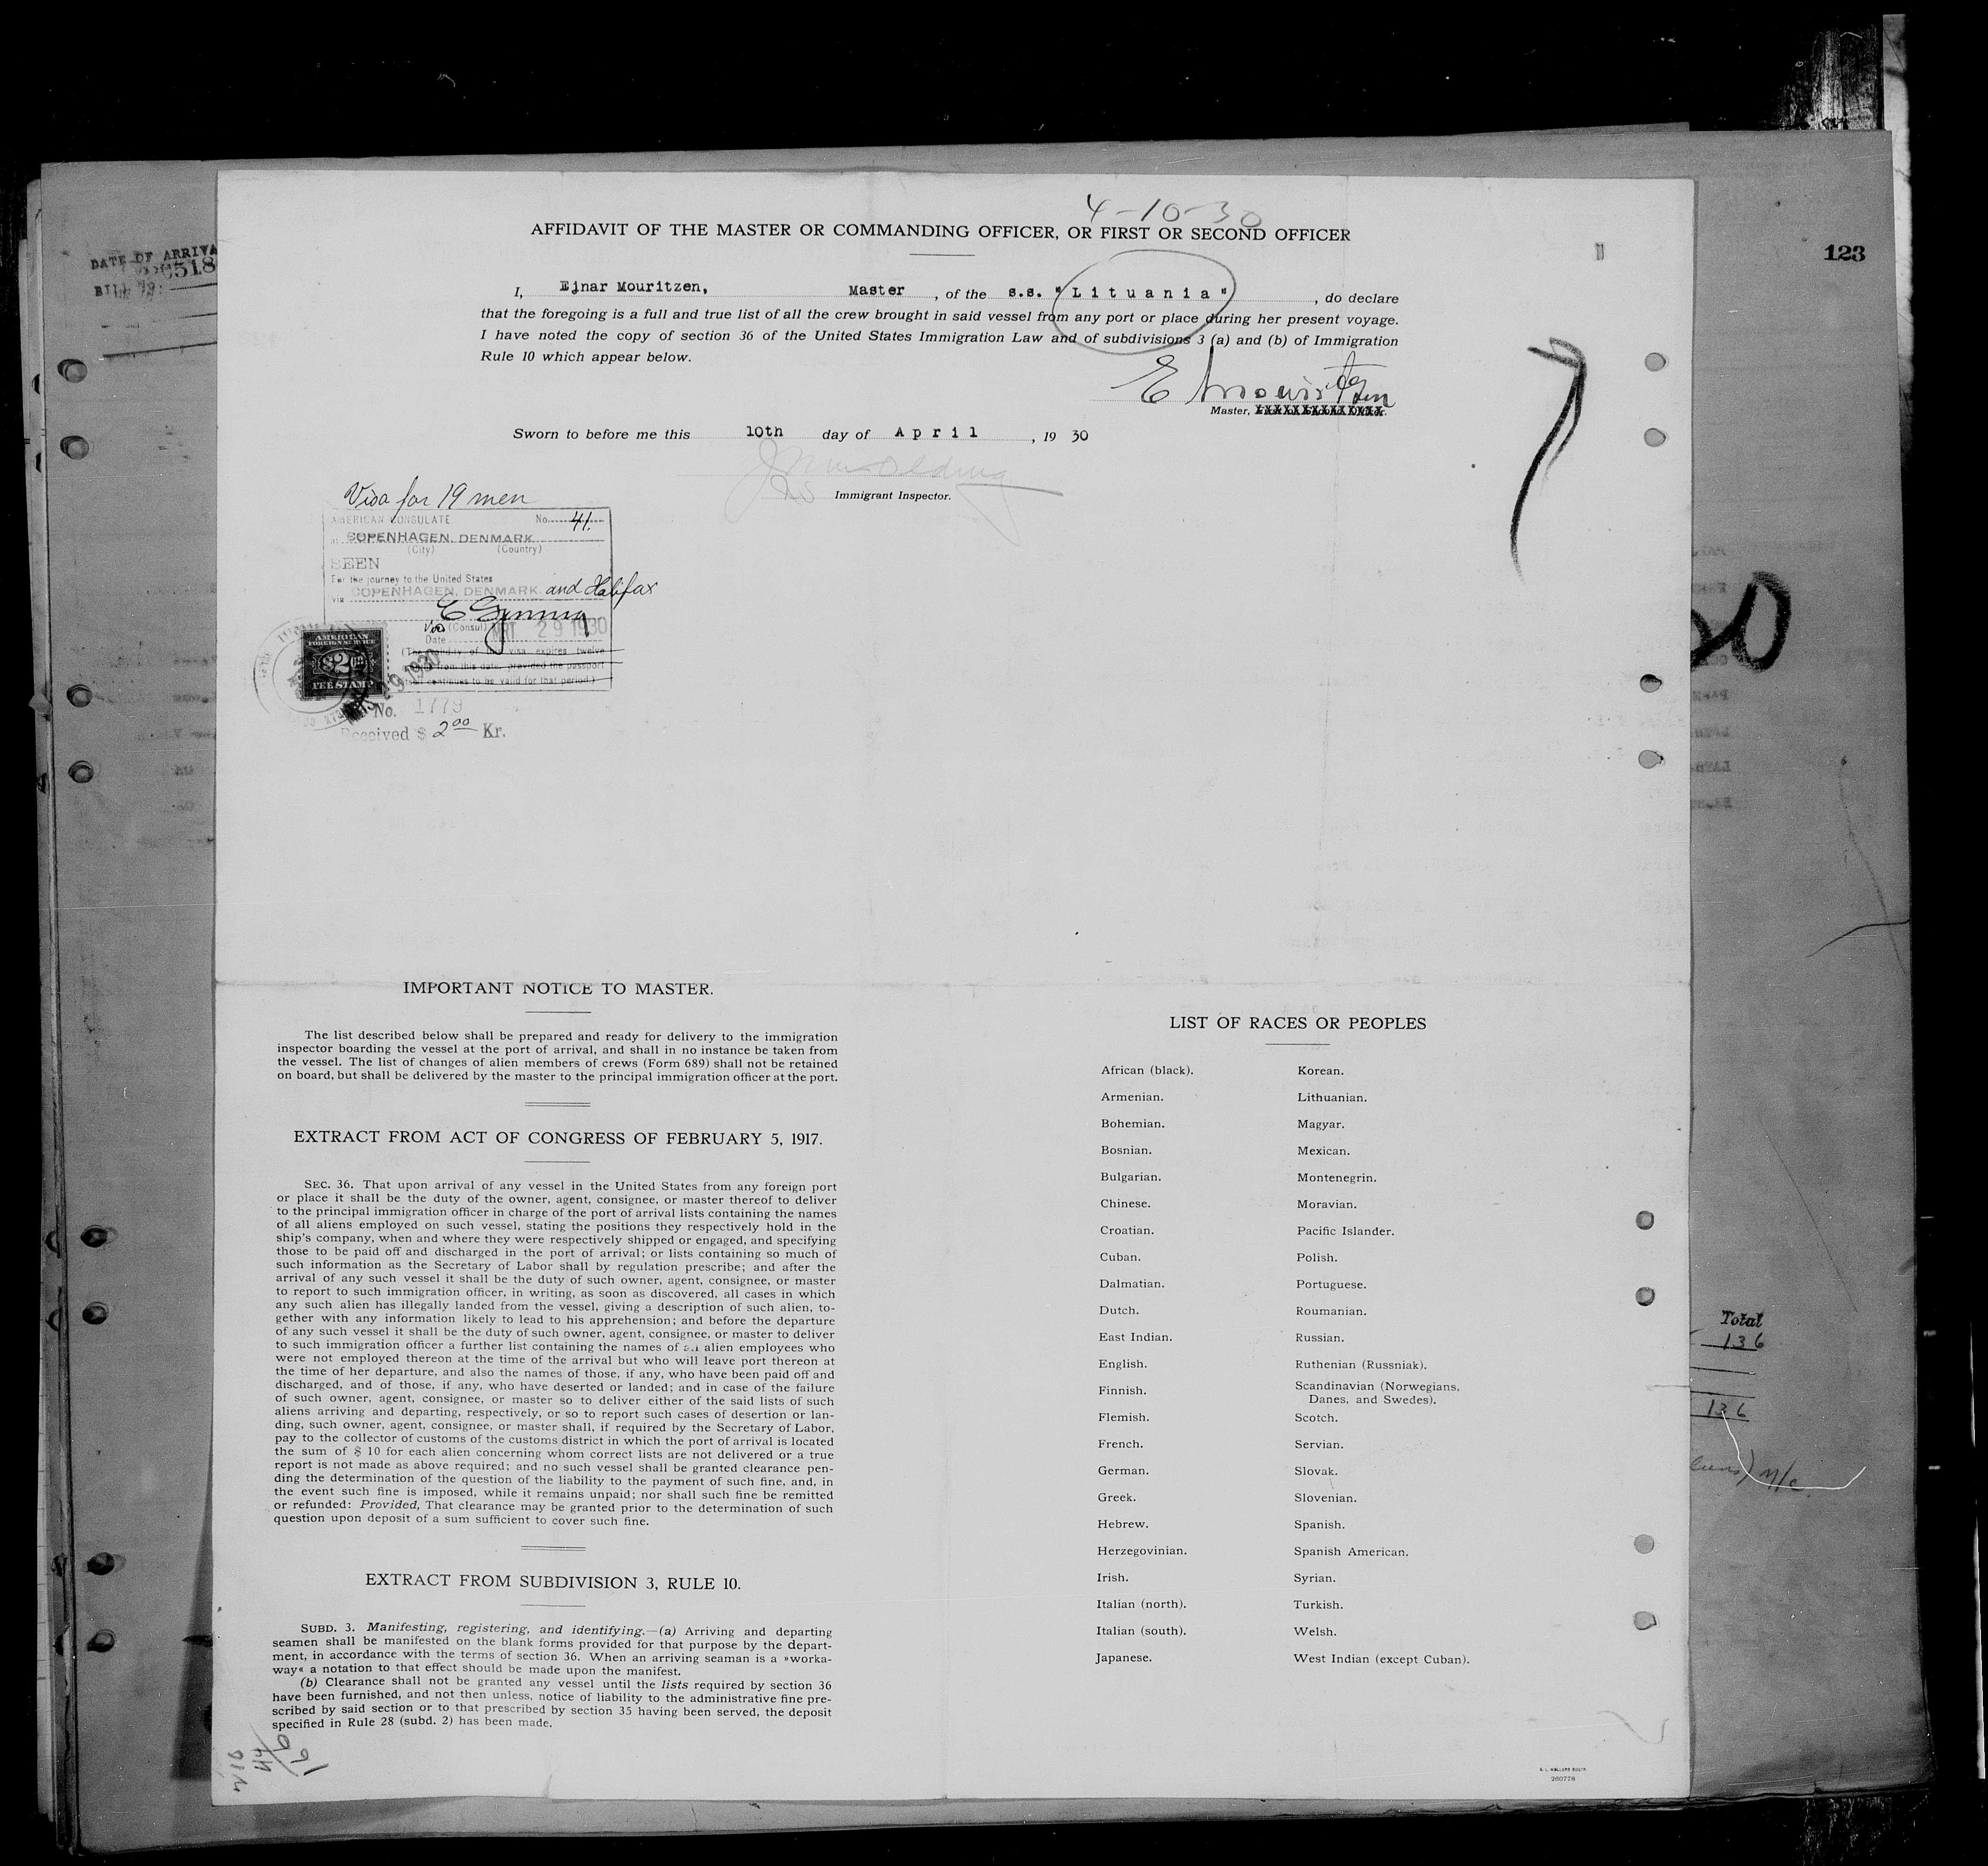 4-10-30
AFFIDAVIT OF THE MASTER OR COMMANDING OFFICER, OR FIRST OR SECOND OFFICER
DATE OF ARRIVA
123
I, Ejnar Mouritzen, Master, of the s.s. "Lituania", do declare
that the foregoing is a full and true list of all the crew brought in said vessel from any port or place during her present voyage.
I have noted the copy of section 36 of the United States Immigration Law and of subdivisions 3 (a) and (b) of Immigration
Rule 10 which appear below.
E Mouritzen
Master,
Sworn to before me this 10th day of April, 1930
Immigrant Inspector.
Visa for 19 men
AMERICAN CONSULATE No. 41.
at COPENHAGEN, DENMARK
(City) (Country)
SEEN
For the journey to the United States
via COPENHAGEN, DENMARK and Halifax
(Consul)
Date 29 1930
(The validity of this visa expires twelve
from this date, provided the passport
continues to be valid for that period.)
AMERICAN
FOREIGN SERVICE
$2.00
FEE STAMP
No. 1779
Received $ 2.00 Kr.
IMPORTANT NOTICE TO MASTER.
The list described below shall be prepared and ready for delivery to the immigration
inspector boarding the vessel at the port of arrival, and shall in no instance be taken from
the vessel. The list of changes of alien members of crews (Form 689) shall not be retained
on board, but shall be delivered by the master to the principal immigration officer at the port.
EXTRACT FROM ACT OF CONGRESS OF FEBRUARY 5, 1917.
SEC. 36. That upon arrival of any vessel in the United States from any foreign port
or place it shall be the duty of the owner, agent, consignee, or master thereof to deliver
to the principal immigration officer in charge of the port of arrival lists containing the names
of all aliens employed on such vessel, stating the positions they respectively hold in the
ship's company, when and where they were respectively shipped or engaged, and specifying
those to be paid off and discharged in the port of arrival; or lists containing so much of
such information as the Secretary of Labor shall by regulation prescribe; and after the
arrival of any such vessel it shall be the duty of such owner, agent, consignee, or master
to report to such immigration officer, in writing, as soon as discovered, all cases in which
any such alien has illegally landed from the vessel, giving a description of such alien, to-
gether with any information likely to lead to his apprehension; and before the departure
of any such vessel it shall be the duty of such owner, agent, consignee, or master to deliver
to such immigration officer a further list containing the names of all alien employees who
were not employed thereon at the time of the arrival but who will leave port thereon at
the time of her departure, and also the names of those, if any, who have been paid off and
discharged, and of those, if any, who have deserted or landed; and in case of the failure
of such owner, agent, consignee, or master so to deliver either of the said lists of such
aliens arriving and departing, respectively, or so to report such cases of desertion or lan-
ding, such owner, agent, consignee, or master shall, if required by the Secretary of Labor,
pay to the collector of customs of the customs district in which the port of arrival is located
the sum of $ 10 for each alien concerning whom correct lists are not delivered or a true
report is not made as above required; and no such vessel shall be granted clearance pen-
ding the determination of the question of the liability to the payment of such fine, and, in
the event such fine is imposed, while it remains unpaid; nor shall such fine be remitted
or refunded: Provided, That clearance may be granted prior to the determination of such
question upon deposit of a sum sufficient to cover such fine.
EXTRACT FROM SUBDIVISION 3, RULE 10.
SUBD. 3. Manifesting, registering, and identifying.—(a) Arriving and departing
seamen shall be manifested on the blank forms provided for that purpose by the depart-
ment, in accordance with the terms of section 36. When an arriving seaman is a »worka-
way« a notation to that effect should be made upon the manifest.
(b) Clearance shall not be granted any vessel until the lists required by section 36
have been furnished, and not then unless, notice of liability to the administrative fine pre-
scribed by said section or to that prescribed by section 35 having been served, the deposit
specified in Rule 28 (subd. 2) has been made.
LIST OF RACES OR PEOPLES
African (black).
Armenian.
Bohemian.
Bosnian.
Bulgarian.
Chinese.
Croatian.
Cuban.
Dalmatian.
Dutch.
East Indian.
English.
Finnish.
Flemish.
French.
German.
Greek.
Hebrew.
Herzegovinian.
Irish.
Italian (north).
Italian (south).
Japanese.
Korean.
Lithuanian.
Magyar.
Mexican.
Montenegrin.
Moravian.
Pacific Islander.
Polish.
Portuguese.
Roumanian.
Russian.
Ruthenian (Russniak).
Scandinavian (Norwegians,
Danes, and Swedes).
Scotch.
Servian.
Slovak.
Slovenian.
Spanish.
Spanish American.
Syrian.
Turkish.
Welsh.
West Indian (except Cuban).
Total
136
136
260778